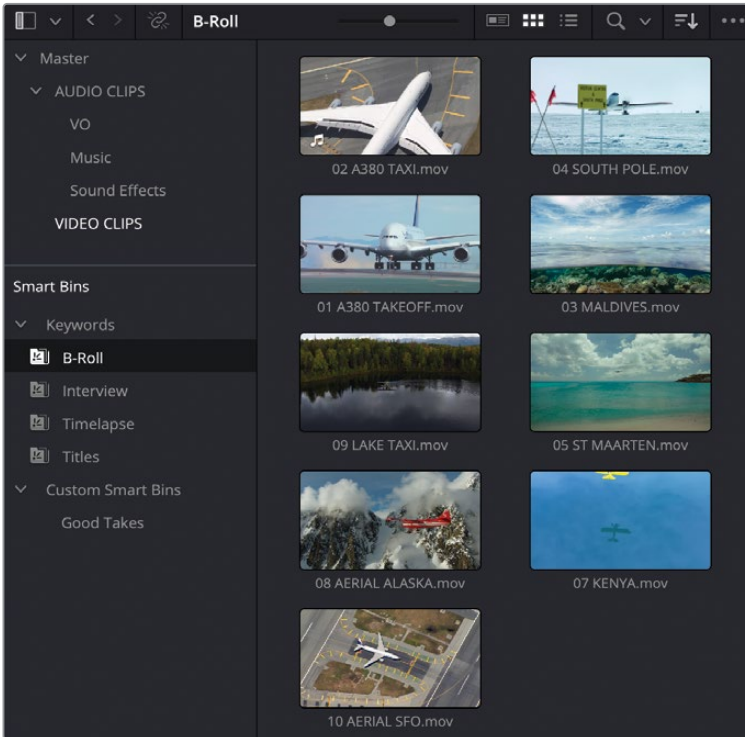 B-Roll
Master
AUDIO CLIPS
VO
Music
Sound Effects
VIDEO CLIPS
Smart Bins
Keywords
B-Roll
Interview
Timelapse
Titles
Custom Smart Bins
Good Takes
02 A380 TAXI.mov
04 SOUTH POLE.mov
01 A380 TAKEOFF.mov
03 MALDIVES.mov
09 LAKE TAXI.mov
05 ST MAARTEN.mov
08 AERIAL ALASKA.mov
07 KENYA.mov
10 AERIAL SFO.mov